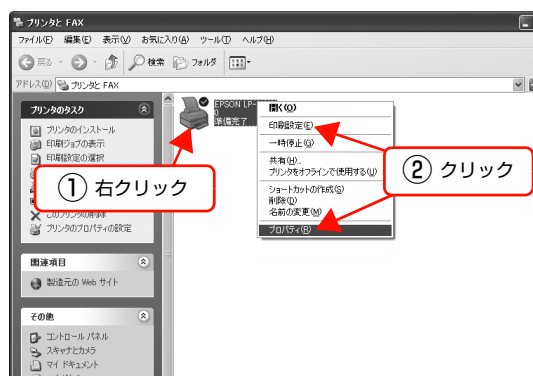 プリンタと FAX
ファイル(F) 編集(E) 表示(V) お気に入り(A) ツール(T) ヘルプ(H)
戻る 検索 フォルダ
アドレス(D) プリンタと FAX
プリンタのタスク
プリンタのインストール
印刷ジョブの表示
印刷設定の選択
このプリンタの削除
プリンタのプロパティの設定
関連項目
製造元の Web サイト
その他
コントロール パネル
スキャナとカメラ
マイ ドキュメント
EPSON LP-
0
準備完了
開く(O)
印刷設定(E)...
一時停止(G)
共有(H)...
プリンタをオフラインで使用する(U)
ショートカットの作成(S)
削除(D)
名前の変更(M)
プロパティ(R)
① 右クリック
② クリック